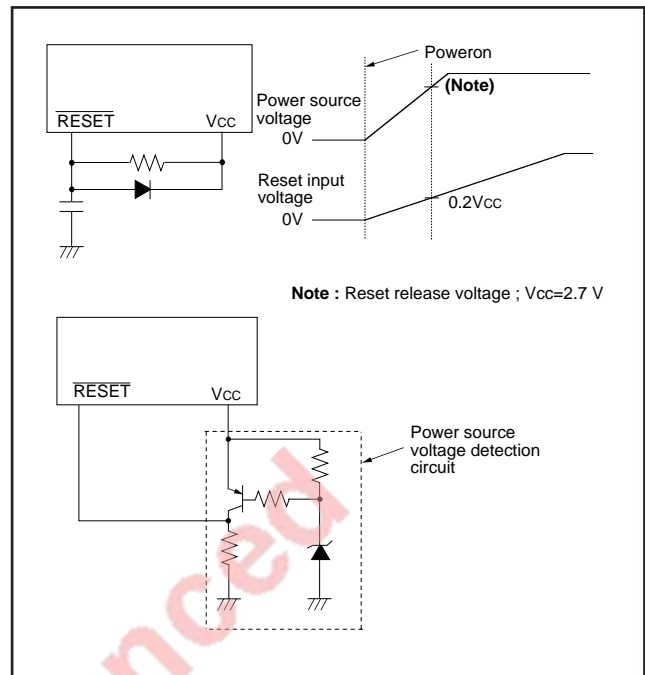 Poweron
(Note)
Power source
voltage
0V
RESET
Vcc
Reset input
voltage
0V
0.2Vcc
Note : Reset release voltage ; Vcc=2.7 V
RESET
Vcc
Power source
voltage detection
circuit